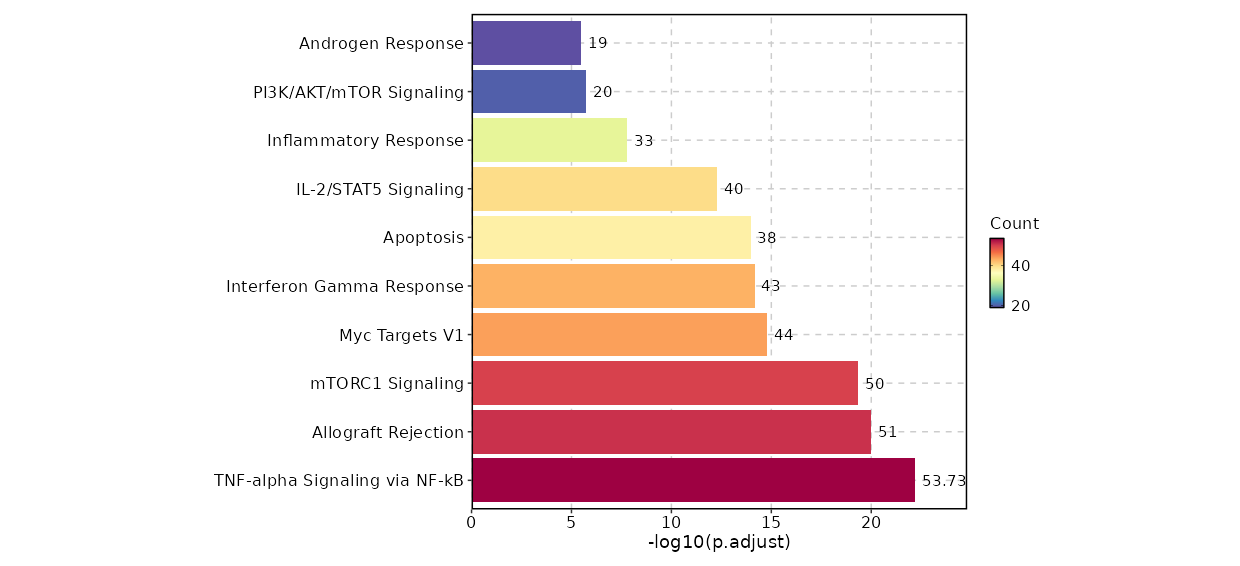 Androgen Response 19
PI3K/AKT/mTOR Signaling 20
Inflammatory Response 33
IL-2/STAT5 Signaling 40
Apoptosis 38
Interferon Gamma Response 43
Myc Targets V1 44
mTORC1 Signaling 50
Allograft Rejection 51
TNF-alpha Signaling via NF-kB 53.73
0 5 10 15 20
-log10(p.adjust)
Count
40
20